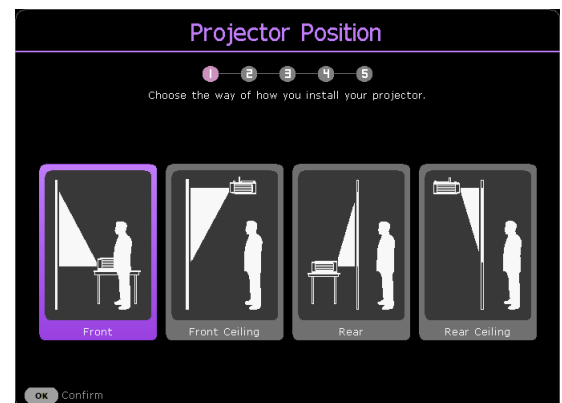 Projector Position
1 2 3 4 5
Choose the way of how you install your projector.
Front Front Ceiling Rear Rear Ceiling
OK Confirm